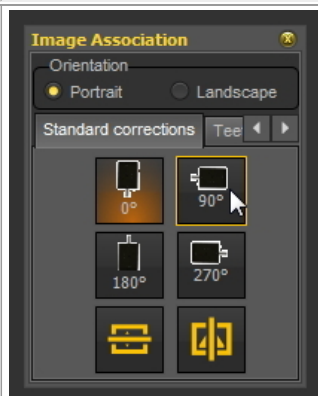 Image Association
Orientation
Portrait Landscape
Standard corrections Tee
0° 90°
180° 270°